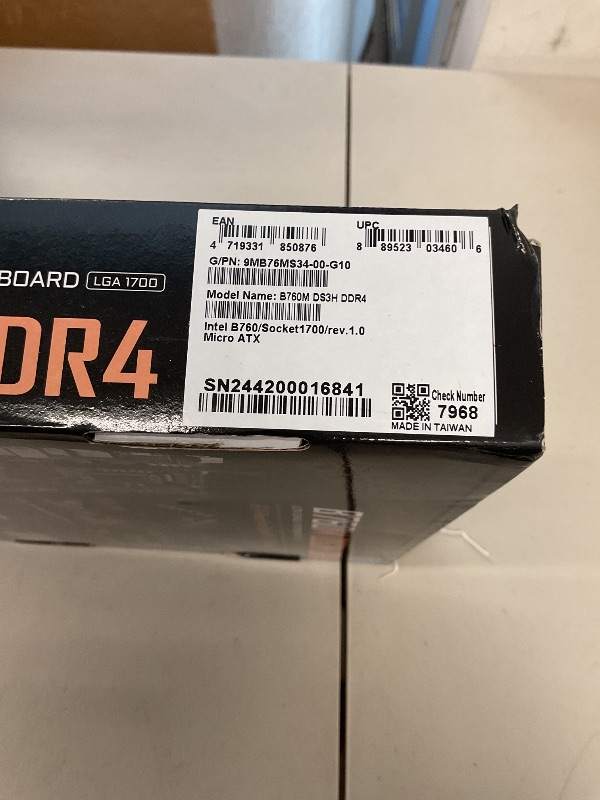 EAN
4 719331 850876
UPC
8 89523 03460 6
G/PN: 9MB76MS34-00-G10
Model Name: B760M DS3H DDR4
Intel B760/Socket1700/rev.1.0
Micro ATX
SN244200016841
Check Number
7968
MADE IN TAIWAN
BOARD LGA 1700
DR4